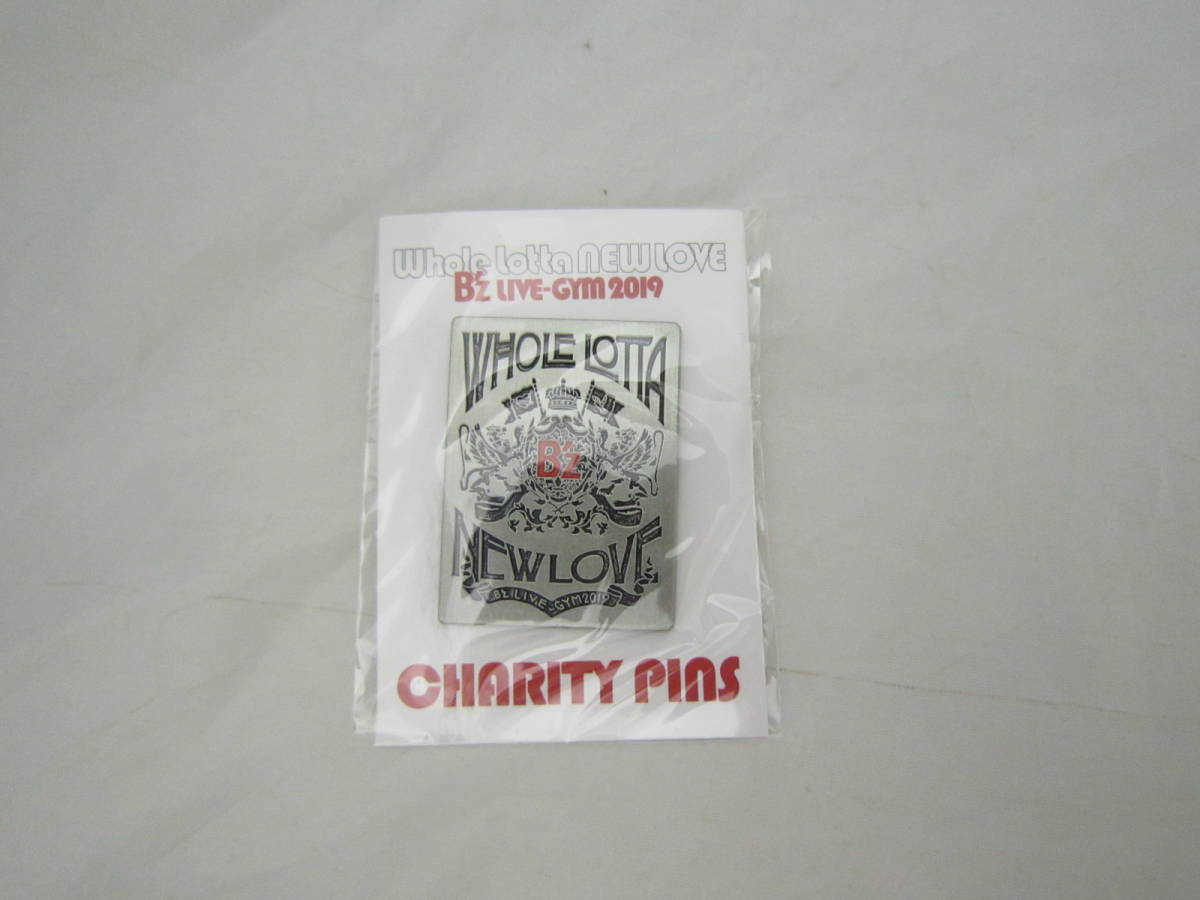 Whole Lotta NEW LOVE
B'z LIVE-GYM 2019
WHOLE LOTTA
B'z
NEW LOVE
B'z LIVE-GYM 2019
CHARITY PINS